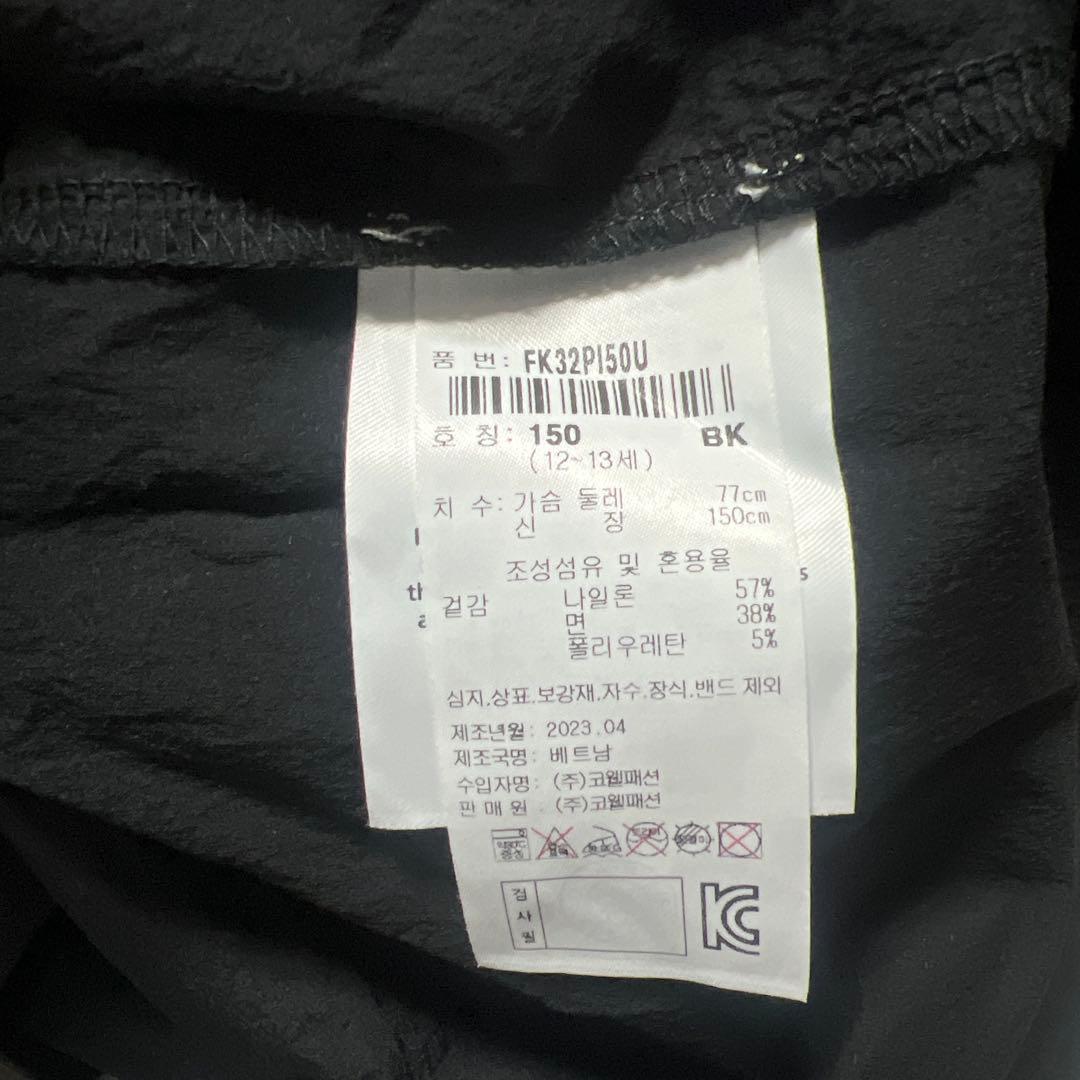 품 번: FK32PI50U
호 칭: 150 BK
(12~13세)
치 수: 가슴 둘레 77cm
신 장 150cm
조성섬유 및 혼용율
겉감 나일론 57%
면 38%
폴리우레탄 5%
심지.상표.보강재.자수.장식.밴드 제외
제조년월: 2023.04
제조국명: 베트남
수입자명: (주)코웰패션
판 매 원 : (주)코웰패션
검사필
KC